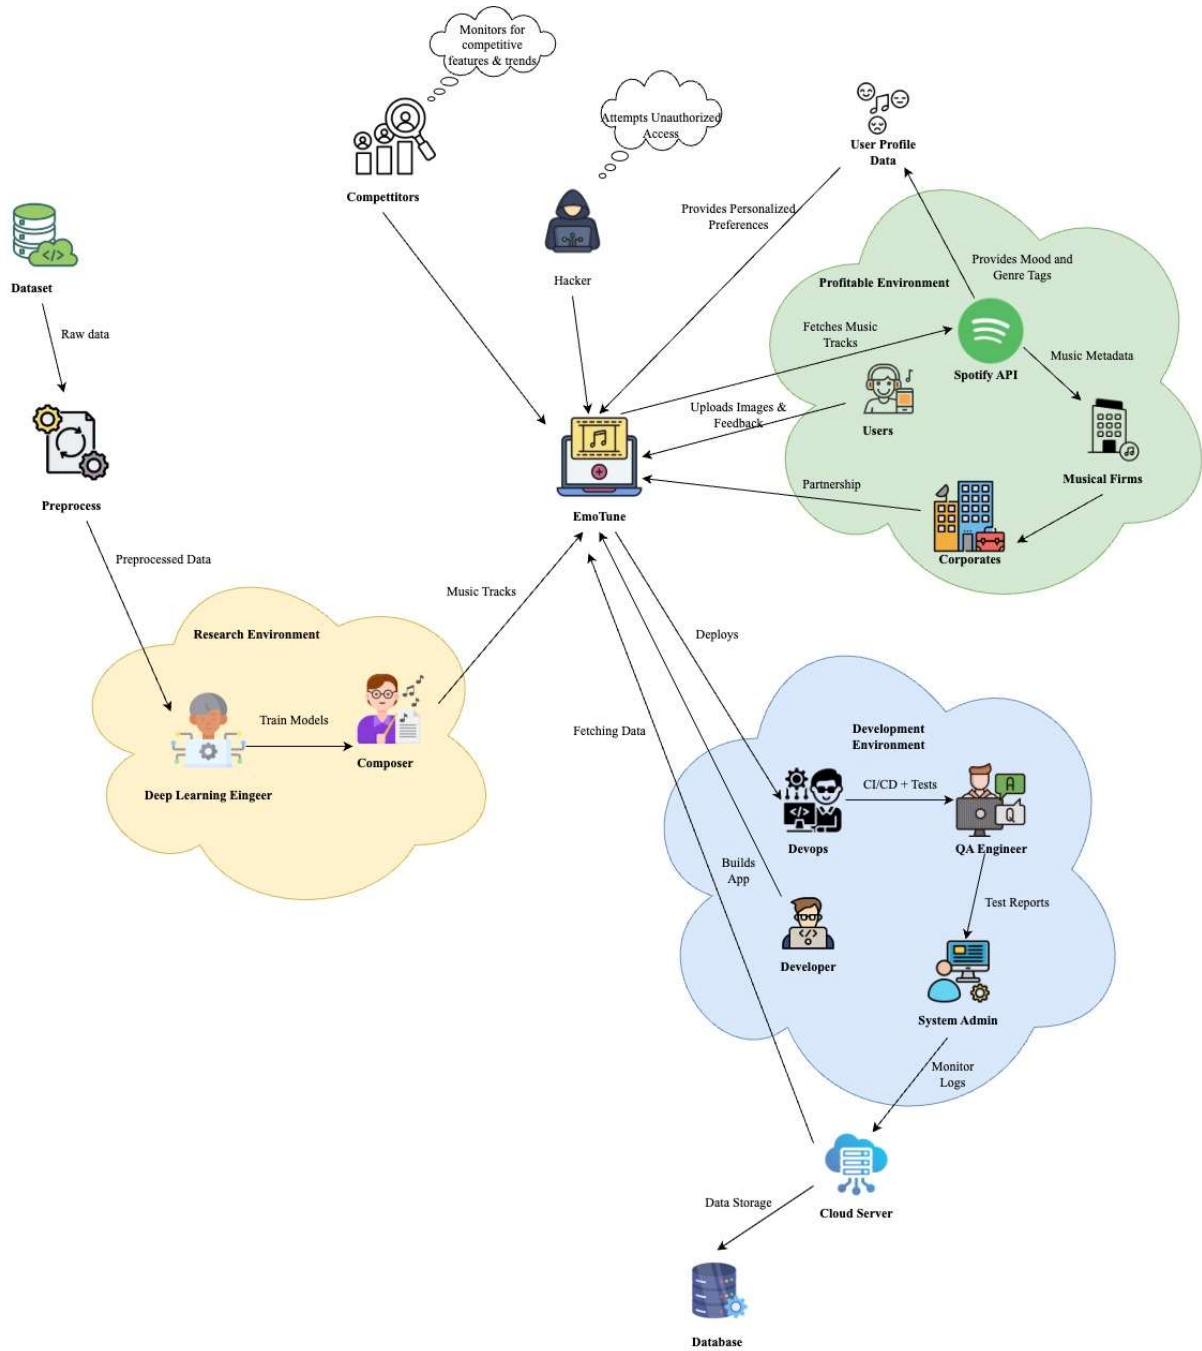 Monitors for
competitive
features & trends
Attempts Unauthorized
Access
Competitors
User Profile
Data
Provides Personalized
Preferences
Hacker
Dataset
Raw data
Provides Mood and
Genre Tags
Profitable Environment
Fetches Music
Tracks
Spotify API
Music Metadata
Uploads Images &
Feedback
Users
Musical Firms
Partnership
Corporates
Preprocess
EmoTune
Preprocessed Data
Music Tracks
Research Environment
Train Models
Composer
Deep Learning Eingeer
Deploys
Fetching Data
Development
Environment
CI/CD + Tests
A
Q
Devops
QA Engineer
Builds
App
Test Reports
Developer
System Admin
Monitor
Logs
Cloud Server
Data Storage
Database